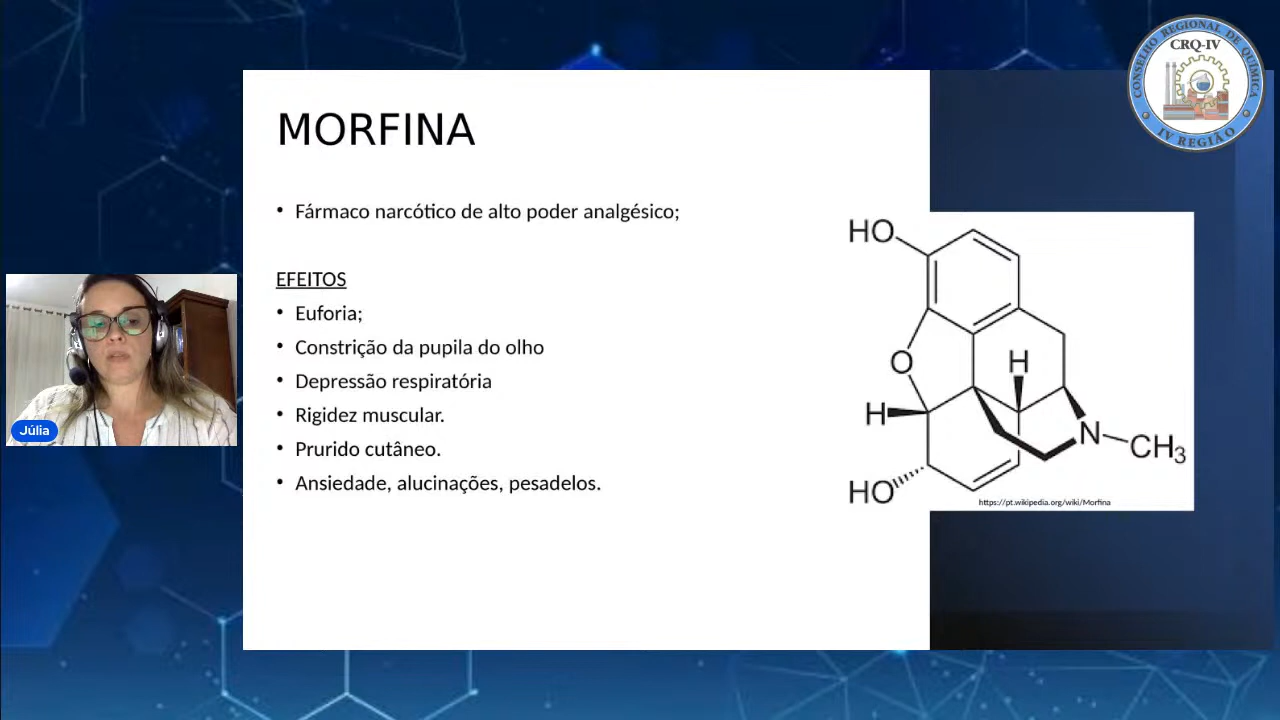 MORFINA
• Fármaco narcótico de alto poder analgésico;
EFEITOS
• Euforia;
• Constrição da pupila do olho
• Depressão respiratória
• Rigidez muscular.
• Prurido cutâneo.
• Ansiedade, alucinações, pesadelos.
HO
O
H
H
N
CH3
HO
https://pt.wikipedia.org/wiki/Morfina
Júlia
CONSELHO REGIONAL DE QUÍMICA
CRQ-IV
IV REGIÃO